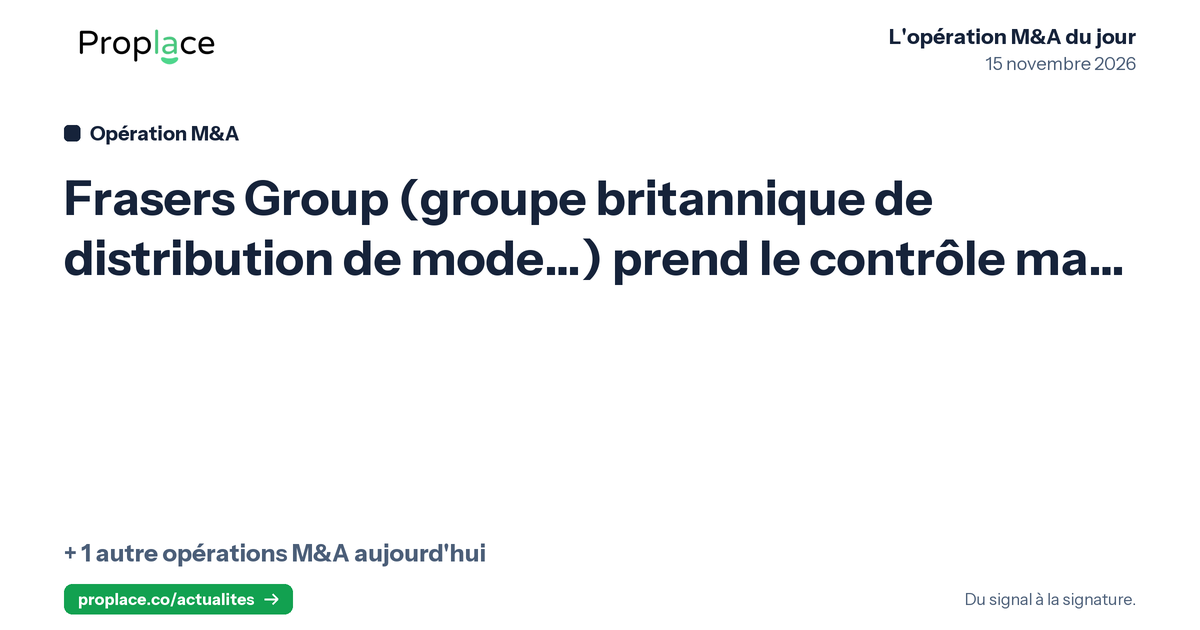 Proplace
L'opération M&A du jour
15 novembre 2026
Opération M&A
Frasers Group (groupe britannique de
distribution de mode...) prend le contrôle ma...
+ 1 autre opérations M&A aujourd'hui
proplace.co/actualites →
Du signal à la signature.